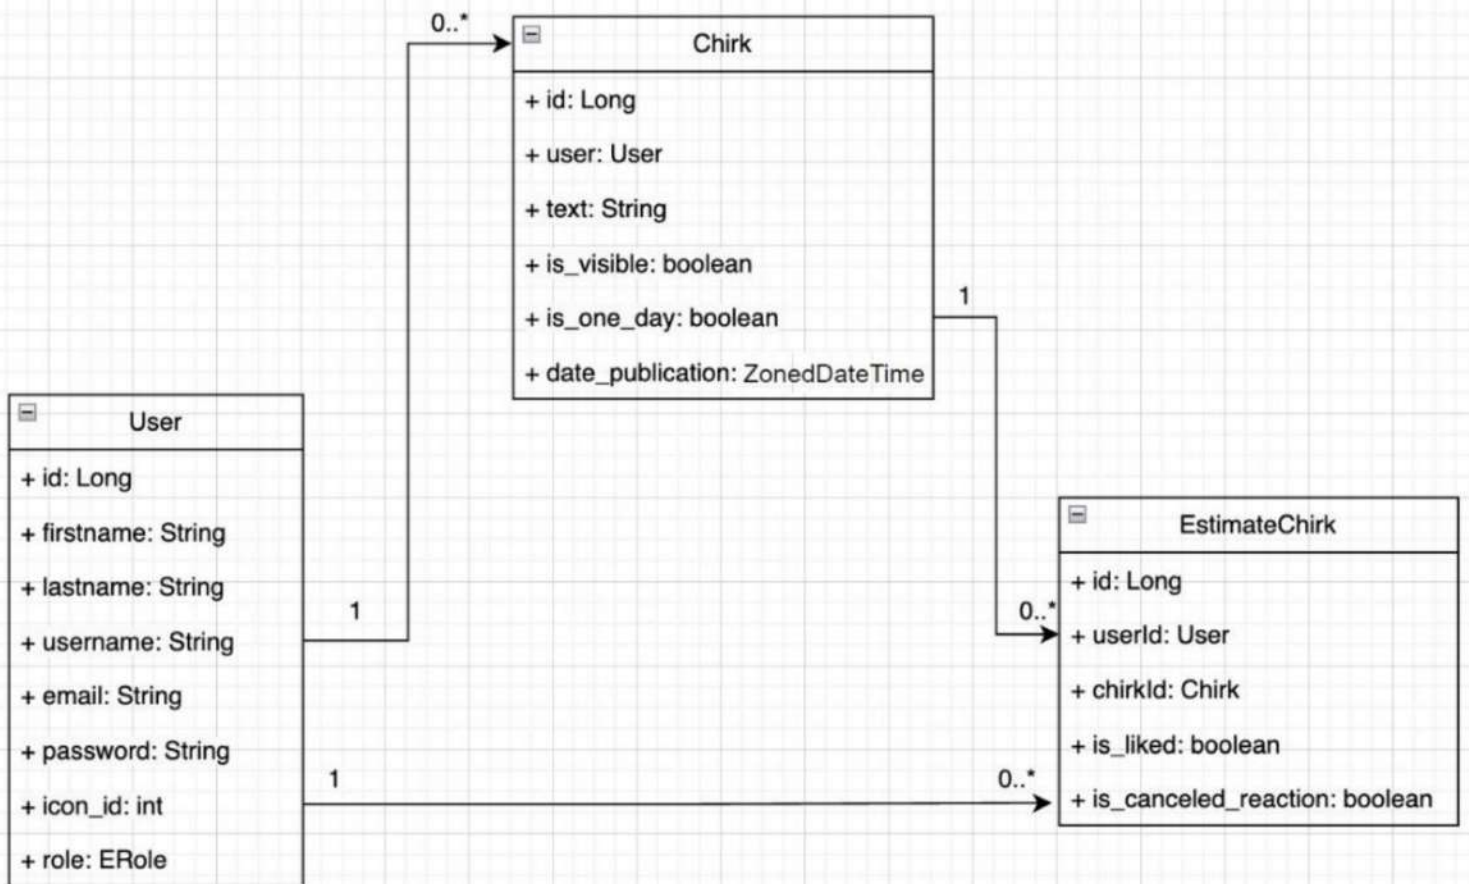 0..*
Chirk
+ id: Long
+ user: User
+ text: String
+ is_visible: boolean
+ is_one_day: boolean
+ date_publication: ZonedDateTime
1
User
+ id: Long
+ firstname: String
+ lastname: String
+ username: String
+ email: String
+ password: String
+ icon_id: int
+ role: ERole
1
1
EstimateChirk
+ id: Long
+ userId: User
+ chirkId: Chirk
+ is_liked: boolean
+ is_canceled_reaction: boolean
0..*
0..*